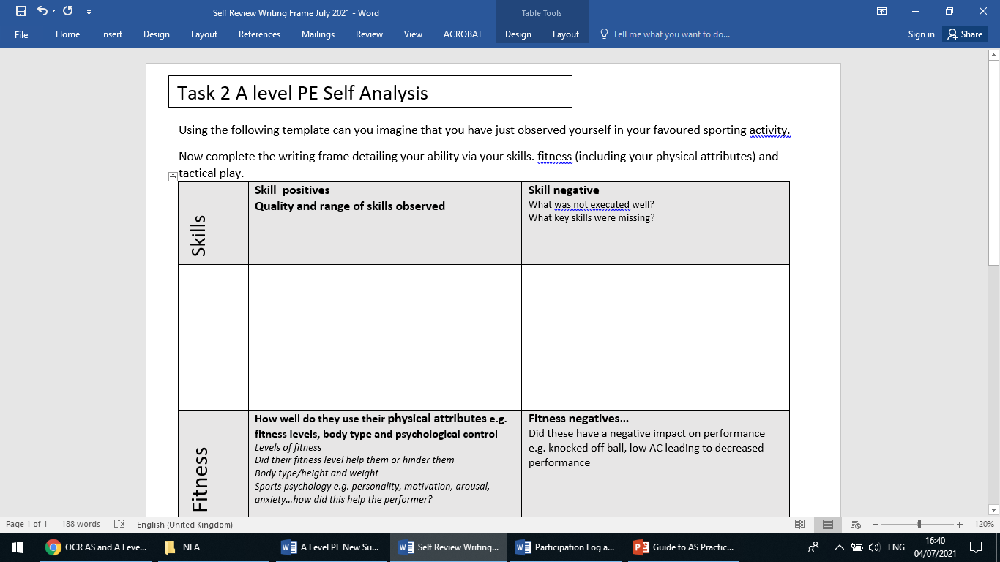 Self Review Writing Frame July 2021 - Word
Table Tools
File Home Insert Design Layout References Mailings Review View ACROBAT Design Layout Tell me what you want to do... Sign in Share
Task 2 A level PE Self Analysis
Using the following template can you imagine that you have just observed yourself in your favoured sporting activity.
Now complete the writing frame detailing your ability via your skills. fitness (including your physical attributes) and
tactical play.
Skills
Skill positives
Quality and range of skills observed
Skill negative
What was not executed well?
What key skills were missing?
Fitness
How well do they use their physical attributes e.g.
fitness levels, body type and psychological control
Levels of fitness
Did their fitness level help them or hinder them
Body type/height and weight
Sports psychology e.g. personality, motivation, arousal,
anxiety...how did this help the performer?
Fitness negatives...
Did these have a negative impact on performance
e.g. knocked off ball, low AC leading to decreased
performance
Page 1 of 1 188 words English (United Kingdom) 120%
OCR AS and A Leve... NEA A Level PE New Su... Self Review Writing... Participation Log a... Guide to AS Practic... ENG 16:40
04/07/2021